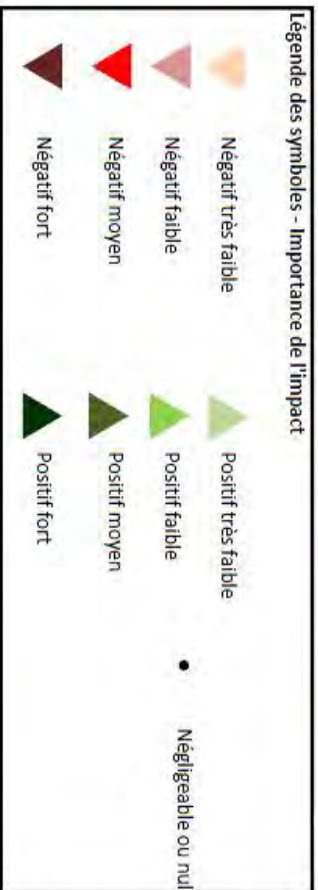 Légende des symboles - Importance de l'impact
Négatif très faible Positif très faible
Négatif faible Positif faible Négligeable ou nul
Négatif moyen Positif moyen
Négatif fort Positif fort